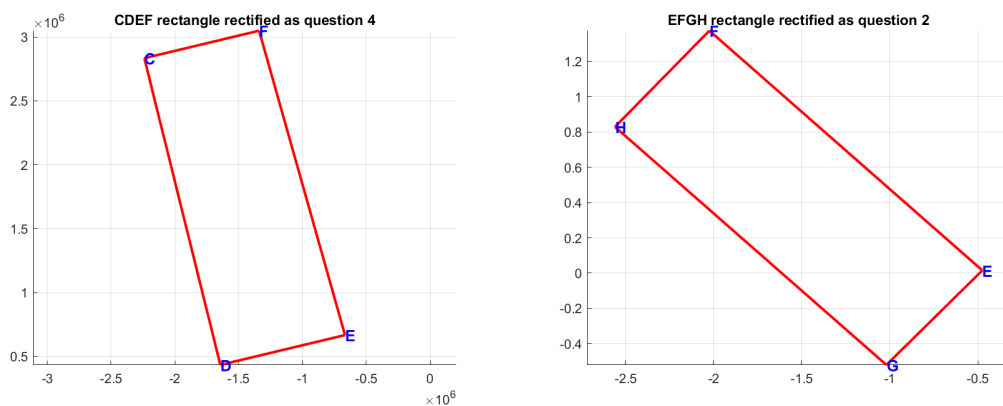 CDEF rectangle rectified as question 4
×10⁶
3
2.5
2
1.5
1
0.5
-3
-2.5
-2
-1.5
-1
-0.5
0
×10⁶
C
F
E
D
EFGH rectangle rectified as question 2
1.2
1
0.8
0.6
0.4
0.2
0
-0.2
-0.4
-2.5
-2
-1.5
-1
-0.5
F
H
E
G